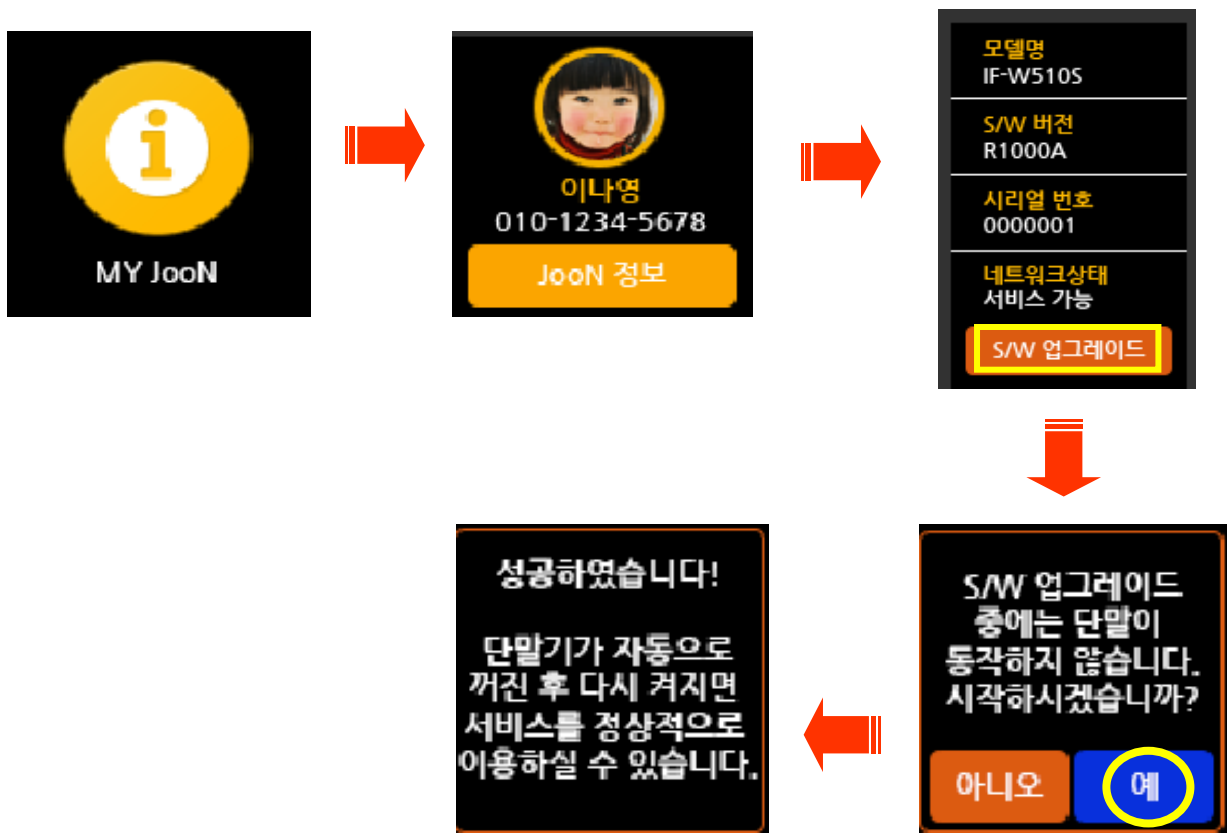 MY JooN
이나영
010-1234-5678
JooN 정보
모델명
IF-W510S
S/W 버전
R1000A
시리얼 번호
0000001
네트워크상태
서비스 가능
S/W 업그레이드
S/W 업그레이드
중에는 단말이
동작하지 않습니다.
시작하시겠습니까?
아니오
예
성공하였습니다!
단말기가 자동으로
꺼진 후 다시 켜지면
서비스를 정상적으로
이용하실 수 있습니다.